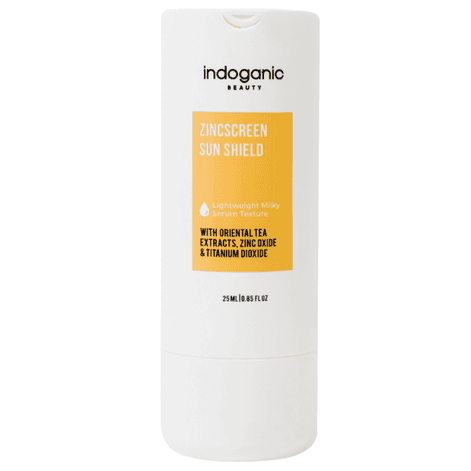 indoganic
BEAUTY
ZINCSCREEN
SUN SHIELD
Lightweight Milky
Serum Texture
WITH ORIENTAL TEA
EXTRACTS, ZINC OXIDE
& TITANIUM DIOXIDE
25ML|0.85 FL OZ